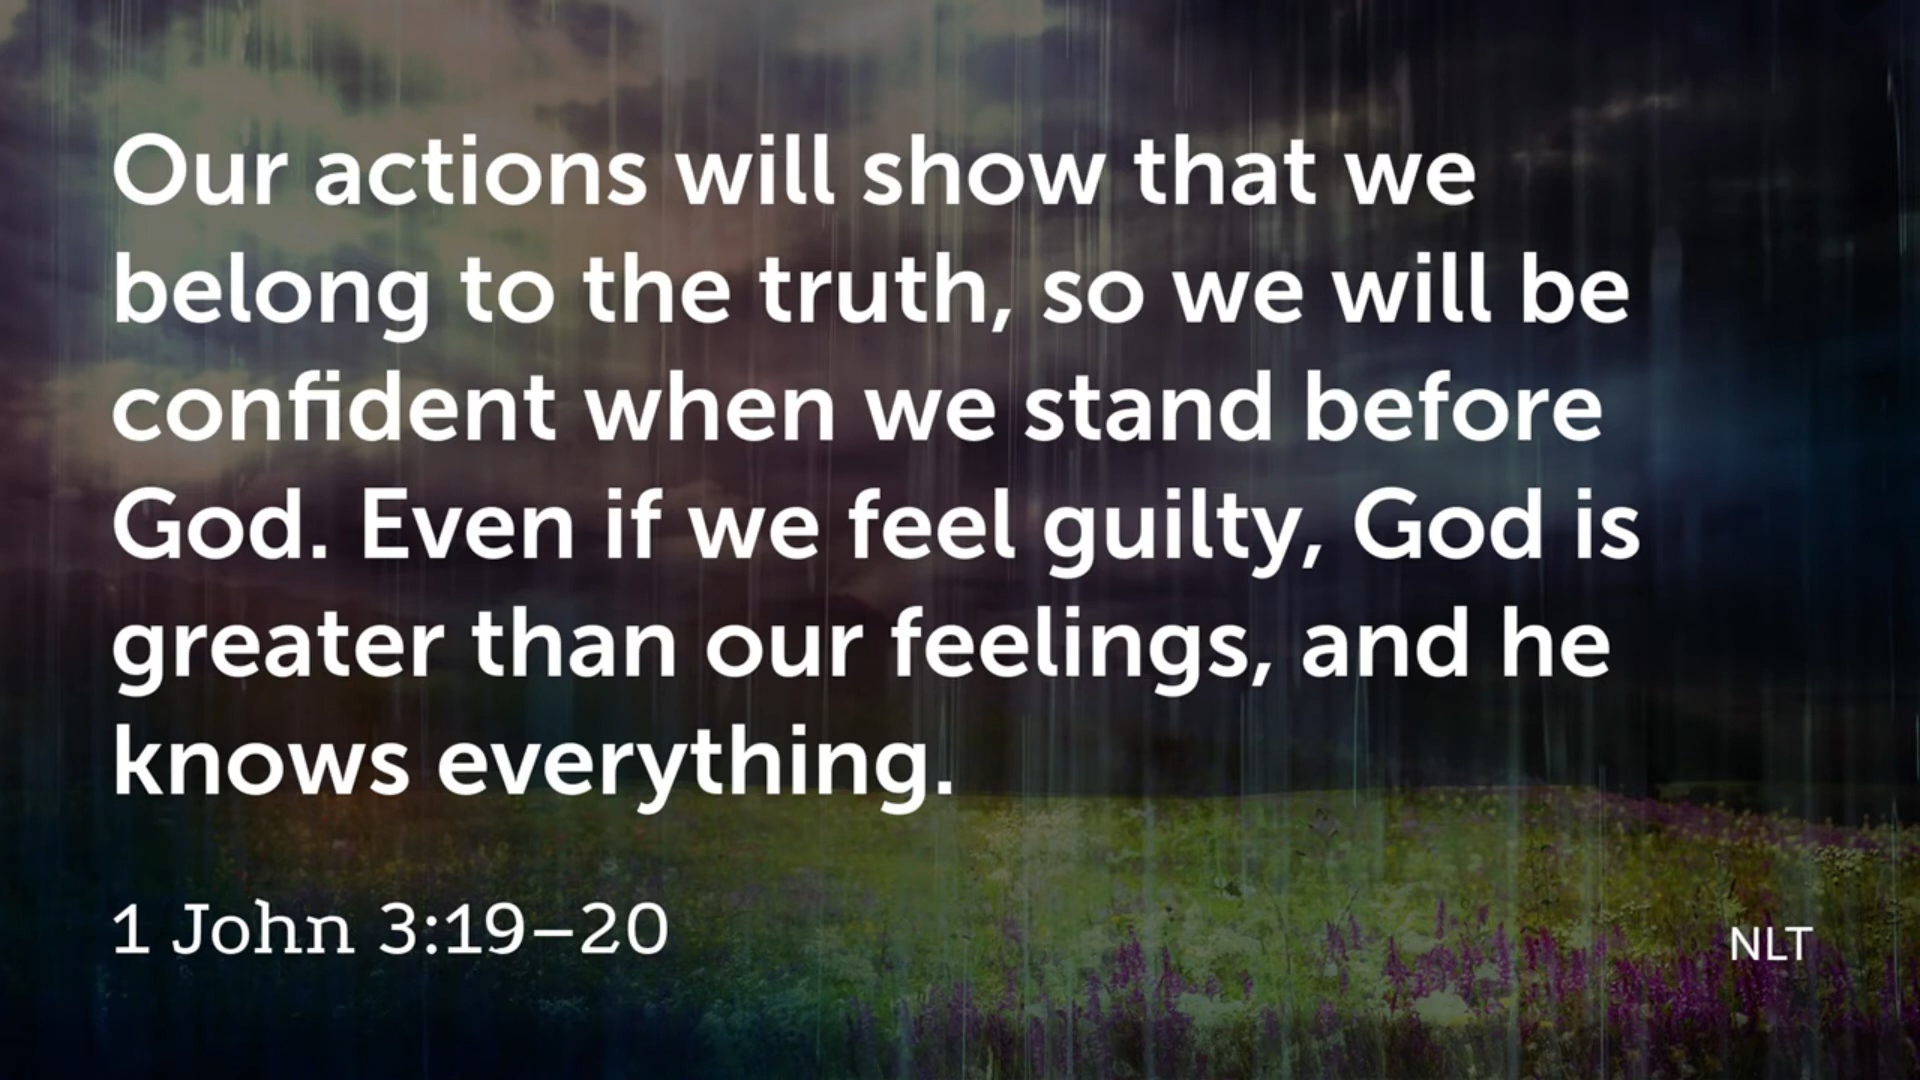 Our actions will show that we
belong to the truth, so we will be
confident when we stand before
God. Even if we feel guilty, God is
greater than our feelings, and he
knows everything.
1 John 3:19–20
NLT